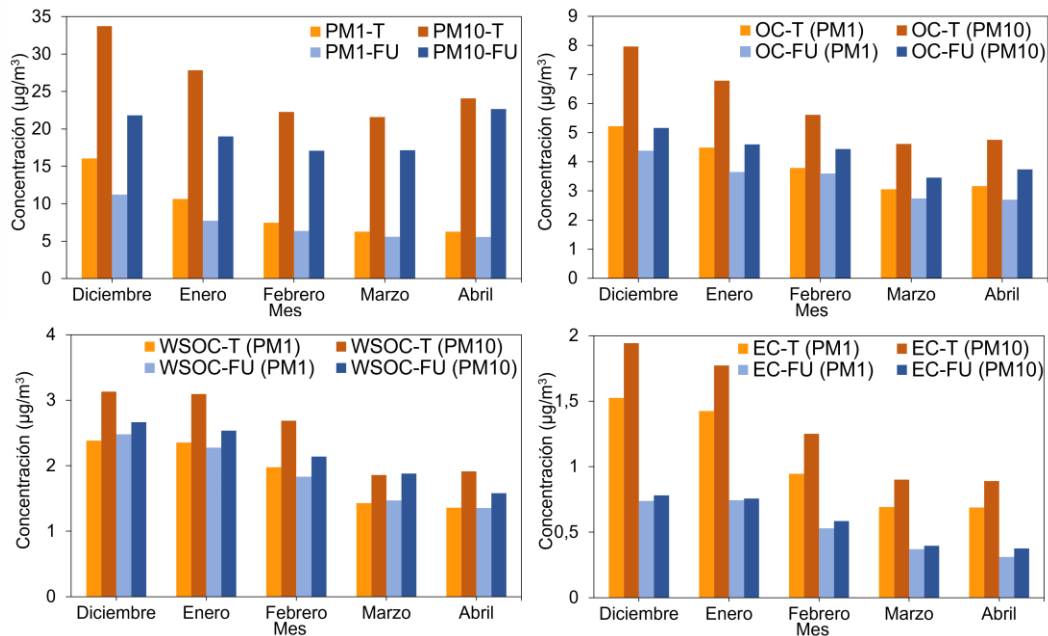 35
30
25
20
15
10
5
0
Concentración (µg/m³)
PM1-T PM10-T
PM1-FU PM10-FU
Diciembre Enero Febrero Marzo Abril
Mes
9
8
7
6
5
4
3
2
1
0
Concentración (µg/m³)
OC-T (PM1) OC-T (PM10)
OC-FU (PM1) OC-FU (PM10)
Diciembre Enero Febrero Marzo Abril
Mes
4
3
2
1
0
Concentración (µg/m³)
WSOC-T (PM1) WSOC-T (PM10)
WSOC-FU (PM1) WSOC-FU (PM10)
Diciembre Enero Febrero Marzo Abril
Mes
2
1,5
1
0,5
0
Concentración (µg/m³)
EC-T (PM1) EC-T (PM10)
EC-FU (PM1) EC-FU (PM10)
Diciembre Enero Febrero Marzo Abril
Mes